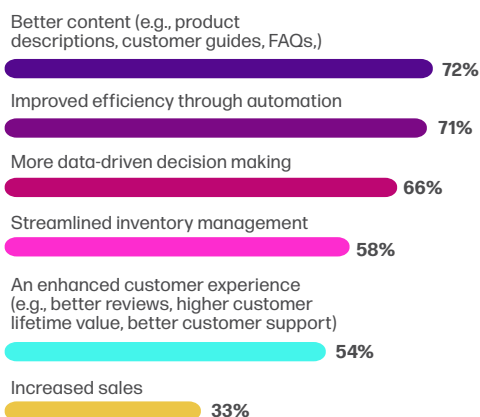 Better content (e.g., product
descriptions, customer guides, FAQs,)
72%
Improved efficiency through automation
71%
More data-driven decision making
66%
Streamlined inventory management
58%
An enhanced customer experience
(e.g., better reviews, higher customer
lifetime value, better customer support)
54%
Increased sales
33%